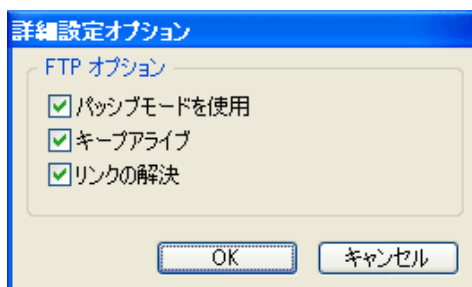 詳細設定オプション
FTP オプション
パッシブモードを使用
キープアライブ
リンクの解決
OK キャンセル